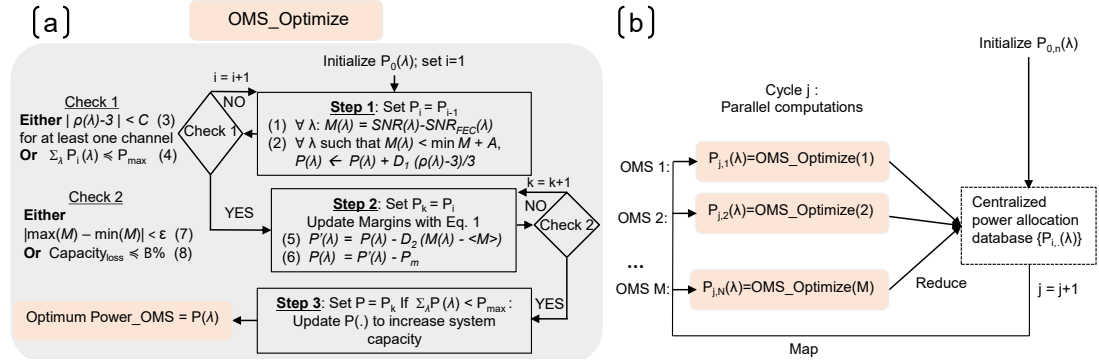 [a]
OMS_Optimize
Initialize P0(λ); set i=1
i = i+1
NO
Check 1
Either | ρ(λ)-3 | < C (3)
for at least one channel
Or Σλ Pi (λ) ≼ Pmax (4)
Check 1
Step 1: Set Pi = Pi-1
(1) ∀ λ: M(λ) = SNR(λ)-SNRFEC(λ)
(2) ∀ λ such that M(λ) < min M + A,
P(λ) ← P(λ) + D1 (ρ(λ)-3)/3
k = k+1
NO
YES
Check 2
Either
|max(M) – min(M)| < ε (7)
Or Capacityloss ≼ B% (8)
Step 2: Set Pk = Pi
Update Margins with Eq. 1
(5) P'(λ) = P(λ) - D2 (M(λ) - <M>)
(6) P(λ) = P'(λ) - Pm
Check 2
YES
Step 3: Set P = Pk If ΣλP (λ) < Pmax :
Update P(.) to increase system
capacity
Optimum Power_OMS = P(λ)
[b]
Initialize P0,n(λ)
Cycle j :
Parallel computations
OMS 1:
Pj,1(λ)=OMS_Optimize(1)
OMS 2:
Pj,2(λ)=OMS_Optimize(2)
...
OMS M:
Pj,N(λ)=OMS_Optimize(M)
Centralized
power allocation
database {Pi,.(λ)}
Reduce
j = j+1
Map